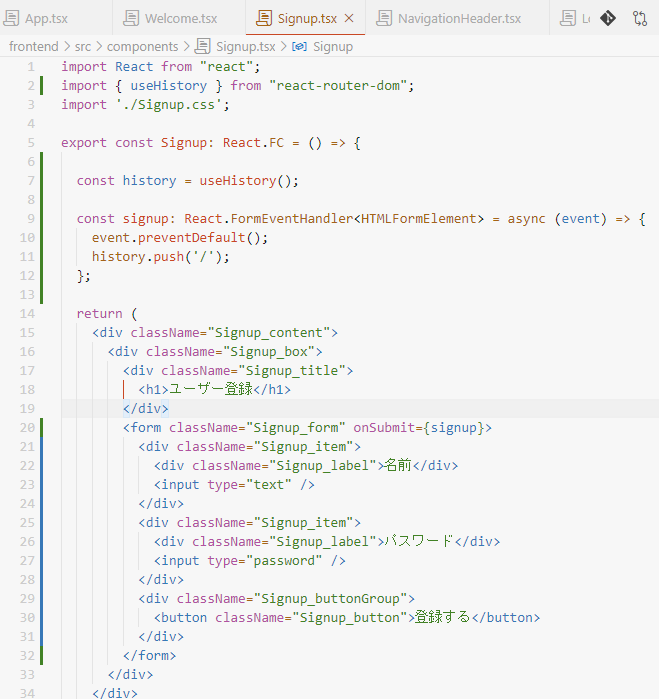 App.tsx Welcome.tsx Signup.tsx NavigationHeader.tsx
frontend > src > components > Signup.tsx > Signup
1 import React from "react";
2 import { useHistory } from "react-router-dom";
3 import './Signup.css';
4
5 export const Signup: React.FC = () => {
6
7   const history = useHistory();
8
9   const signup: React.FormEventHandler<HTMLFormElement> = async (event) => {
10     event.preventDefault();
11     history.push('/');
12   };
13
14   return (
15     <div className="Signup_content">
16       <div className="Signup_box">
17         <div className="Signup_title">
18           <h1>ユーザー登録</h1>
19         </div>
20         <form className="Signup_form" onSubmit={signup}>
21           <div className="Signup_item">
22             <div className="Signup_label">名前</div>
23             <input type="text" />
24           </div>
25           <div className="Signup_item">
26             <div className="Signup_label">パスワード</div>
27             <input type="password" />
28           </div>
29           <div className="Signup_buttonGroup">
30             <button className="Signup_button">登録する</button>
31           </div>
32         </form>
33       </div>
34     </div>